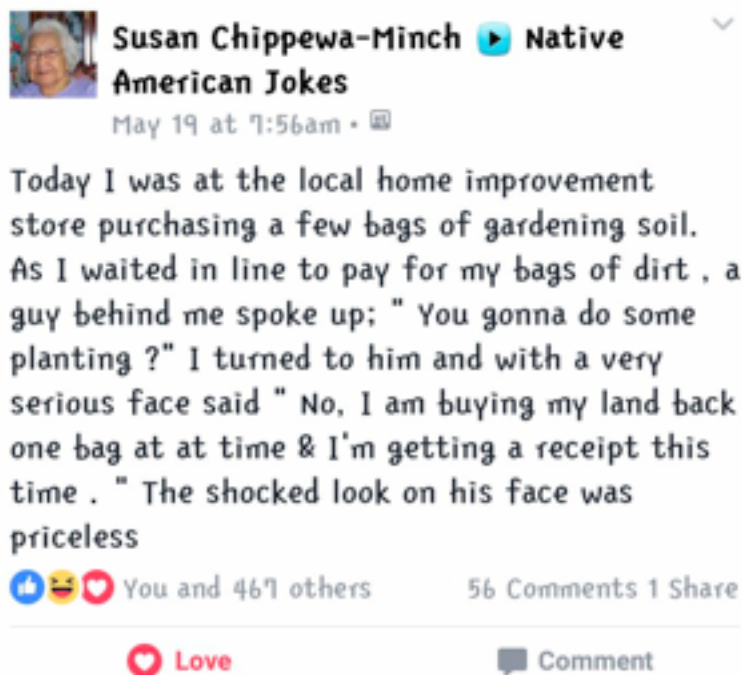 Susan Chippewa-Minch ▶ Native
American Jokes
May 19 at 7:56am •
Today I was at the local home improvement
store purchasing a few bags of gardening soil.
As I waited in line to pay for my bags of dirt , a
guy behind me spoke up; " You gonna do some
planting ?" I turned to him and with a very
serious face said " No, I am buying my land back
one bag at at time & I'm getting a receipt this
time . " The shocked look on his face was
priceless
You and 467 others 56 Comments 1 Share
Love Comment